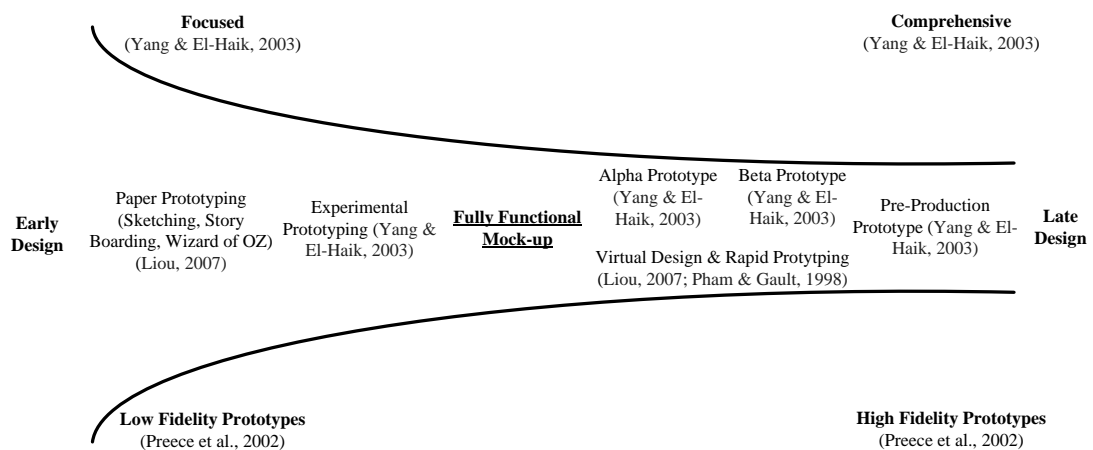 Focused
(Yang & El-Haik, 2003)
Comprehensive
(Yang & El-Haik, 2003)
Early
Design
Paper Prototyping
(Sketching, Story
Boarding, Wizard of OZ)
(Liou, 2007)
Experimental
Prototyping (Yang &
El-Haik, 2003)
Fully Functional
Mock-up
Alpha Prototype
(Yang & El-
Haik, 2003)
Beta Prototype
(Yang & El-
Haik, 2003)
Virtual Design & Rapid Protytping
(Liou, 2007; Pham & Gault, 1998)
Pre-Production
Prototype (Yang & El-
Haik, 2003)
Late
Design
Low Fidelity Prototypes
(Preece et al., 2002)
High Fidelity Prototypes
(Preece et al., 2002)